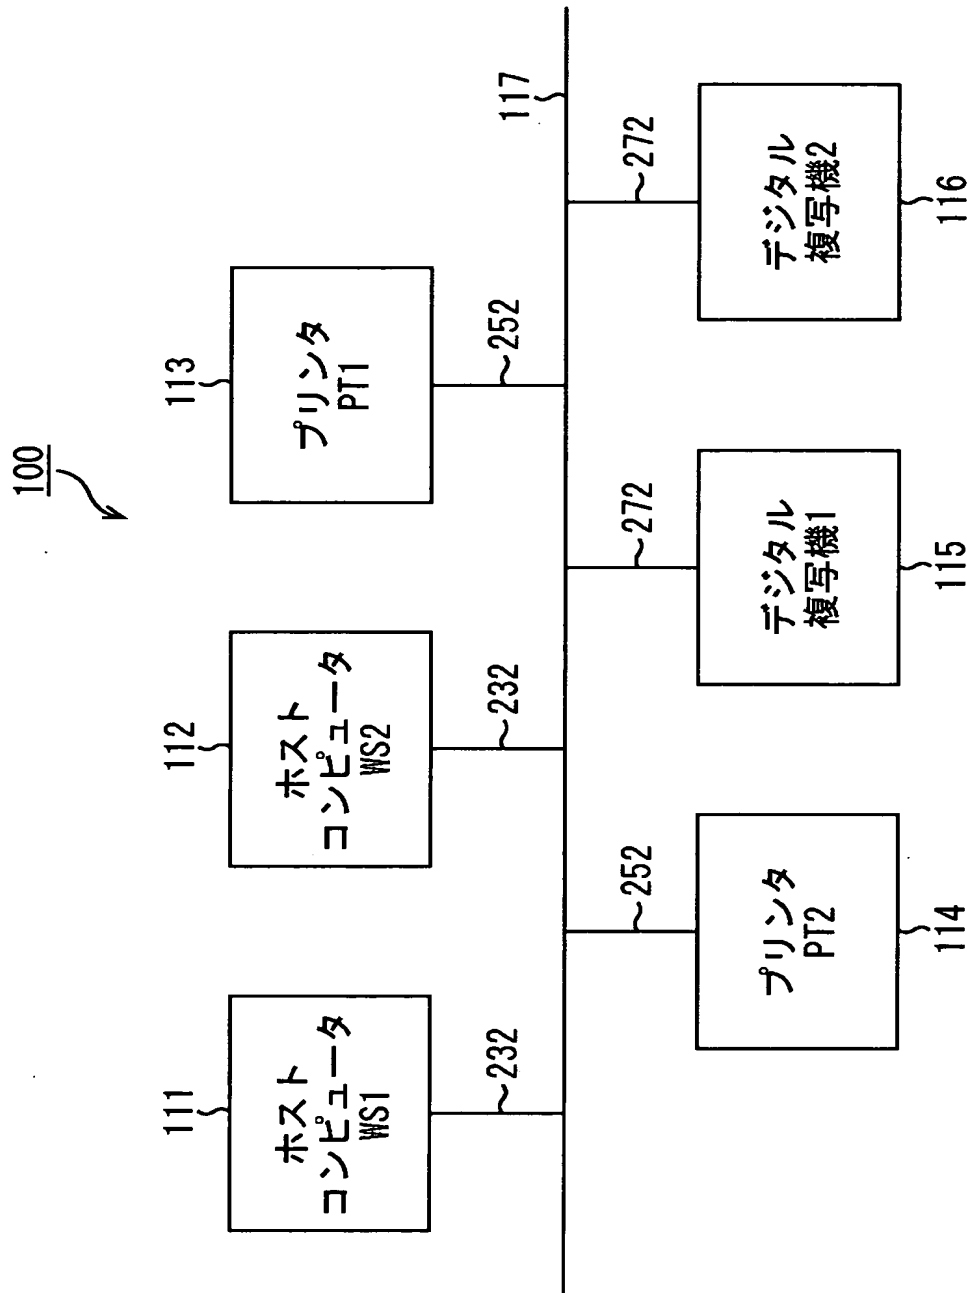 100
111
ホスト
コンピュータ
WS1
232
112
ホスト
コンピュータ
WS2
232
113
プリンタ
PT1
252
117
252
プリンタ
PT2
114
272
デジタル
複写機1
115
272
デジタル
複写機2
116